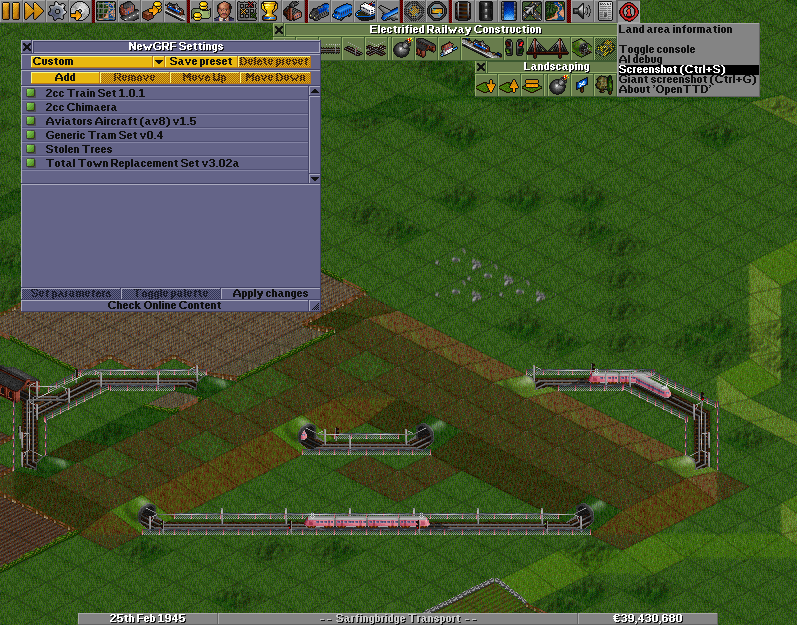 Electrified Railway Construction
Land area information
Toggle console
AI debug
Screenshot (Ctrl+S)
Giant screenshot (Ctrl+G)
About 'OpenTTD'
Landscaping
NewGRF Settings
Custom
Save preset
Delete preset
Add
Remove
Move Up
Move Down
2cc Train Set 1.0.1
2cc Chimaera
Aviators Aircraft (av8) v1.5
Generic Tram Set v0.4
Stolen Trees
Total Town Replacement Set v3.02a
Set parameters
Toggle palette
Apply changes
Check Online Content
25th Feb 1945
-- Sarfingbridge Transport --
€39,430,680